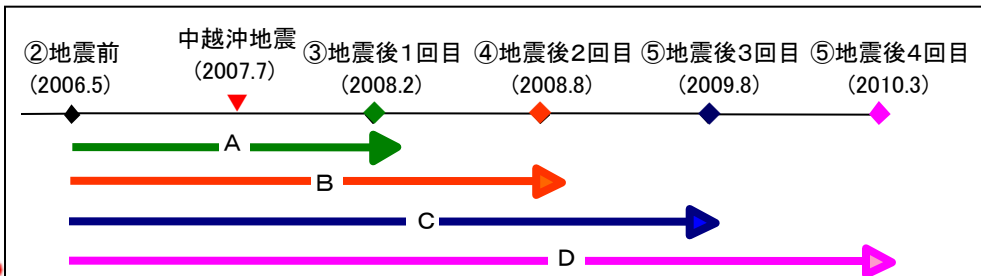 ②地震前 中越沖地震 ③地震後1回目 ④地震後2回目 ⑤地震後3回目 ⑤地震後4回目
(2006.5) (2007.7) (2008.2) (2008.8) (2009.8) (2010.3)
A
B
C
D